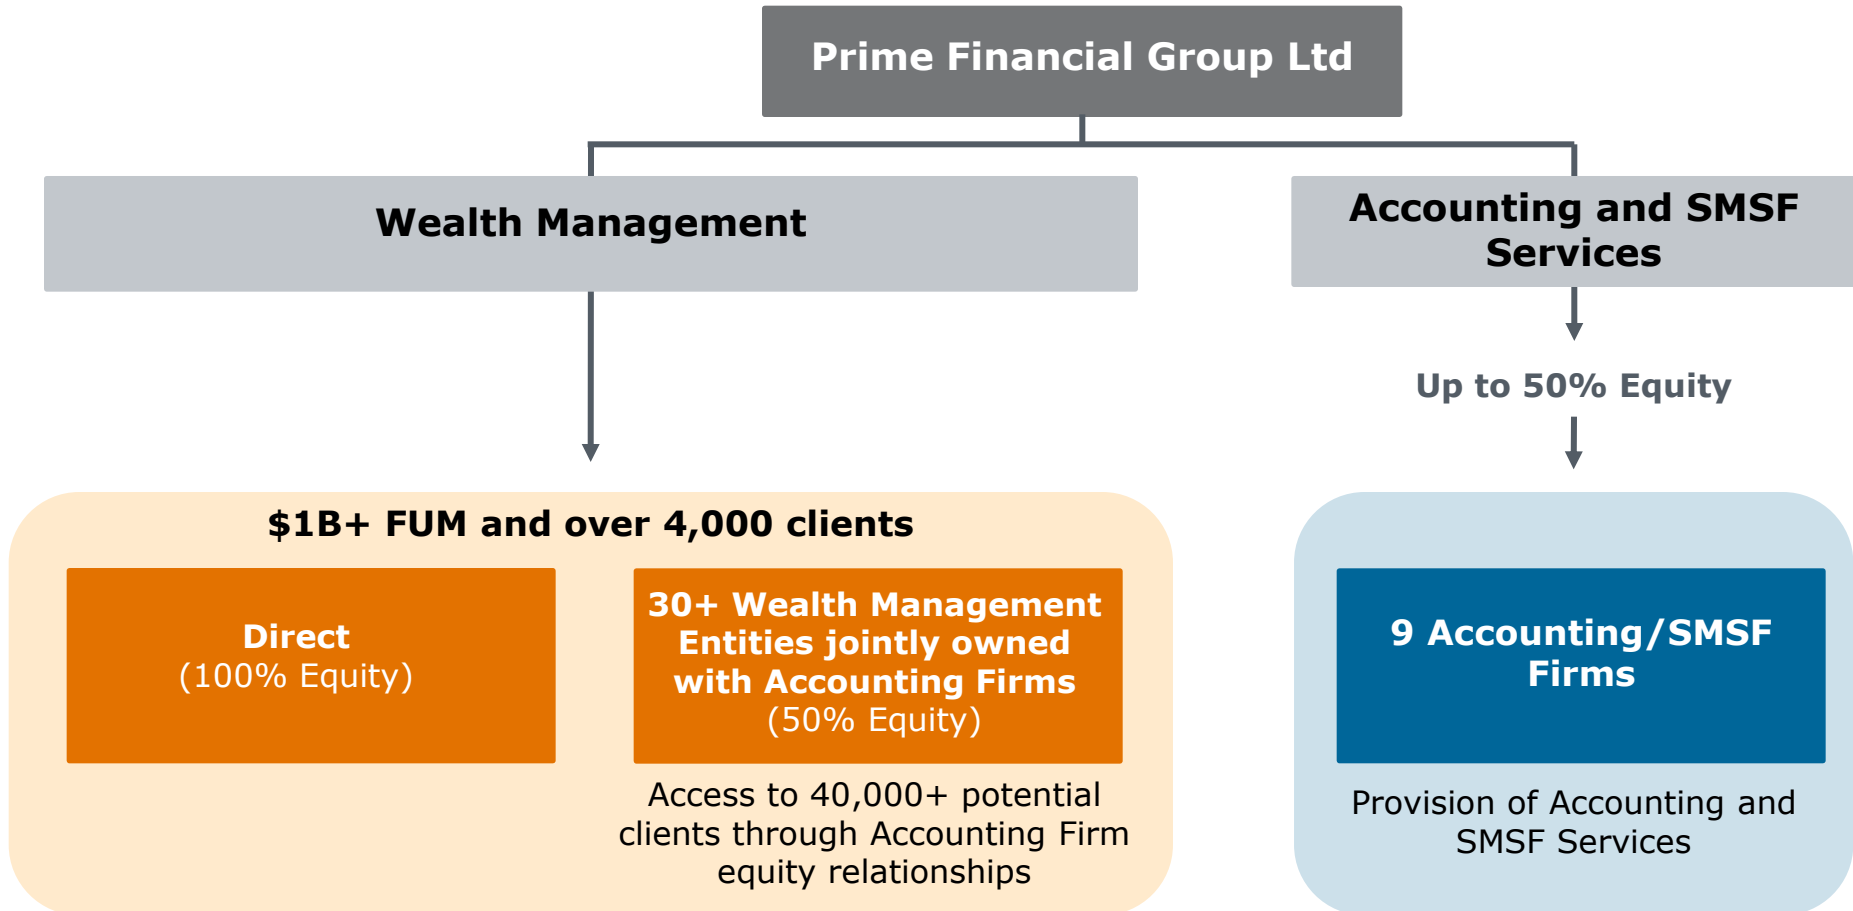 Prime Financial Group Ltd
Wealth Management
Accounting and SMSF
Services
Up to 50% Equity
$1B+ FUM and over 4,000 clients
Direct
(100% Equity)
30+ Wealth Management
Entities jointly owned
with Accounting Firms
(50% Equity)
Access to 40,000+ potential
clients through Accounting Firm
equity relationships
9 Accounting/SMSF
Firms
Provision of Accounting and
SMSF Services